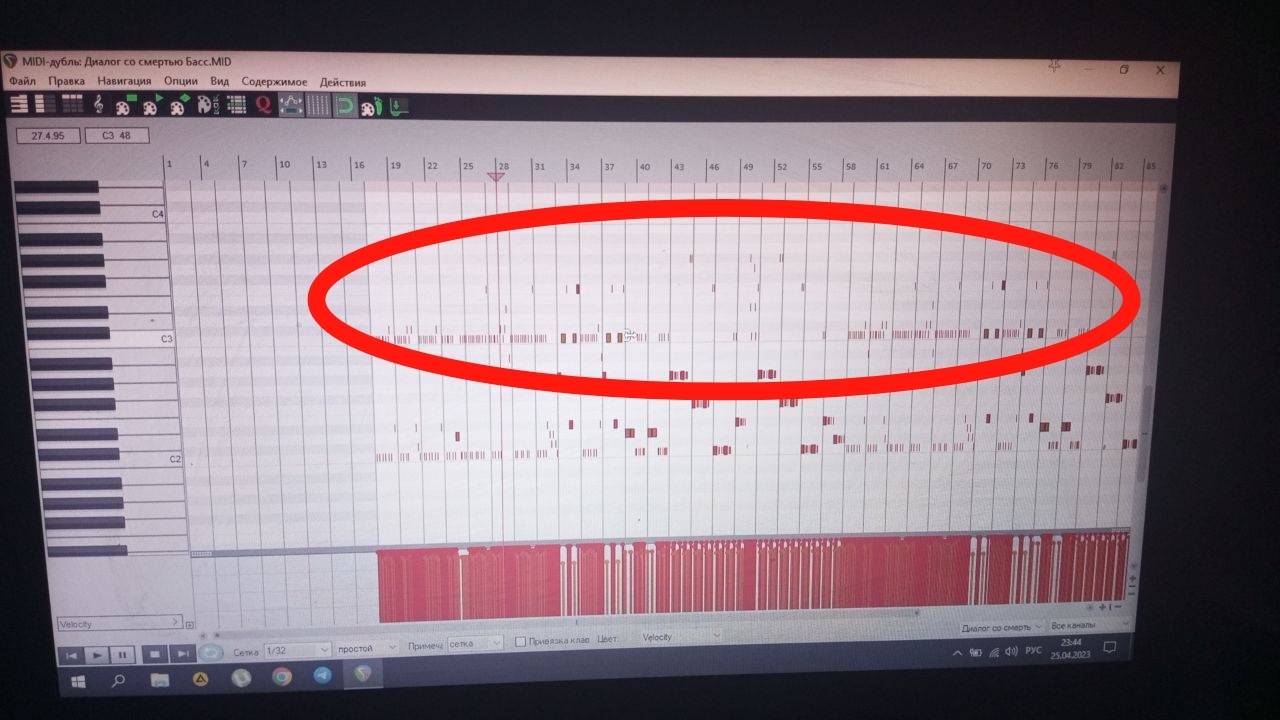 MIDI-дубль: Диалог со смертью Басс.MID
Файл Правка Навигация Опции Вид Содержимое Действия
Q
27.4.95 C3 48
1 4 7 10 13 16 19 22 25 28 31 34 37 40 43 46 49 52 55 58 61 64 67 70 73 76 79 82 85
C4
C3
C2
Velocity
Сетка 1/32 простой Примеч: сетка Привязка клав Цвет: Velocity Диалог со смерть Все каналы
РУС 23:44
25.04.2023